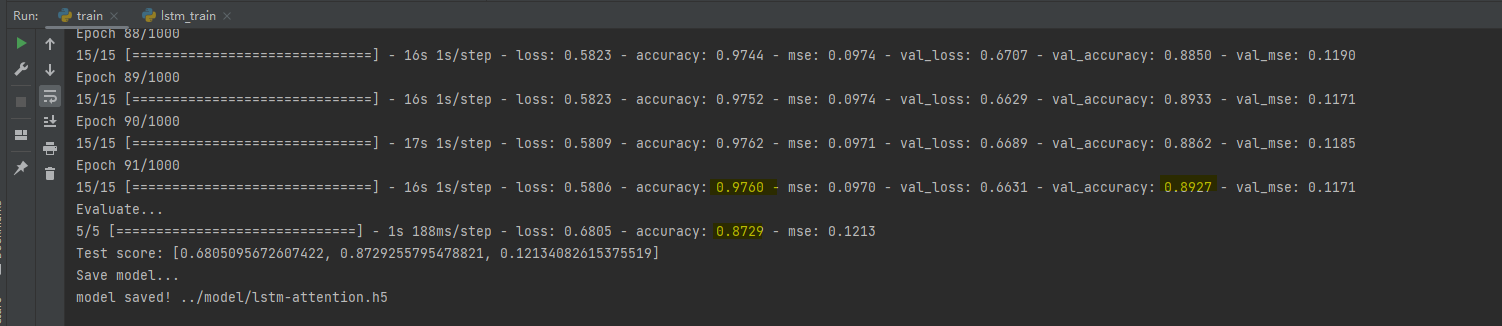 Run: train × lstm_train ×
Epoch 88/1000
15/15 [==============================] - 16s 1s/step - loss: 0.5823 - accuracy: 0.9744 - mse: 0.0974 - val_loss: 0.6707 - val_accuracy: 0.8850 - val_mse: 0.1190
Epoch 89/1000
15/15 [==============================] - 16s 1s/step - loss: 0.5823 - accuracy: 0.9752 - mse: 0.0974 - val_loss: 0.6629 - val_accuracy: 0.8933 - val_mse: 0.1171
Epoch 90/1000
15/15 [==============================] - 17s 1s/step - loss: 0.5809 - accuracy: 0.9762 - mse: 0.0971 - val_loss: 0.6689 - val_accuracy: 0.8862 - val_mse: 0.1185
Epoch 91/1000
15/15 [==============================] - 16s 1s/step - loss: 0.5806 - accuracy: 0.9760 - mse: 0.0970 - val_loss: 0.6631 - val_accuracy: 0.8927 - val_mse: 0.1171
Evaluate...
5/5 [==============================] - 1s 188ms/step - loss: 0.6805 - accuracy: 0.8729 - mse: 0.1213
Test score: [0.6805095672607422, 0.8729255795478821, 0.12134082615375519]
Save model...
model saved! ../model/lstm-attention.h5